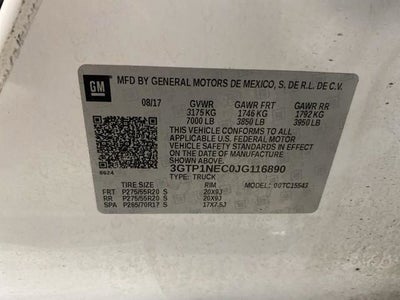 GM
MFD BY GENERAL MOTORS DE MEXICO, S. DE R.L. DE C.V.
08/17 GVWR GAWR FRT GAWR RR
3175 KG 1746 KG 1792 KG
7000 LB 3850 LB 3950 LB
THIS VEHICLE CONFORMS TO ALL APPLICABLE
U.S. FEDERAL MOTOR VEHICLE
SAFETY STANDARDS IN EFFECT ON THE DATE
OF MANUFACTURE SHOWN ABOVE.
3GTP1NEC0JG116890
TYPE: TRUCK
6624
TIRE SIZE RIM MODEL: 00TC15543
FRT P275/55R20 S 20X9J
RR P275/55R20 S 20X9J
SPA P265/70R17 S 17X7.5J